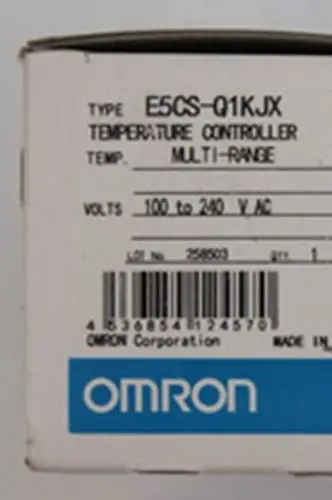 TYPE E5CS-Q1KJX
TEMPERATURE CONTROLLER
TEMP. MULTI-RANGE
VOLTS 100 to 240 V AC
LOT No 258503 QTY. 1
4 536854 124570
OMRON Corporation MADE IN
OMRON